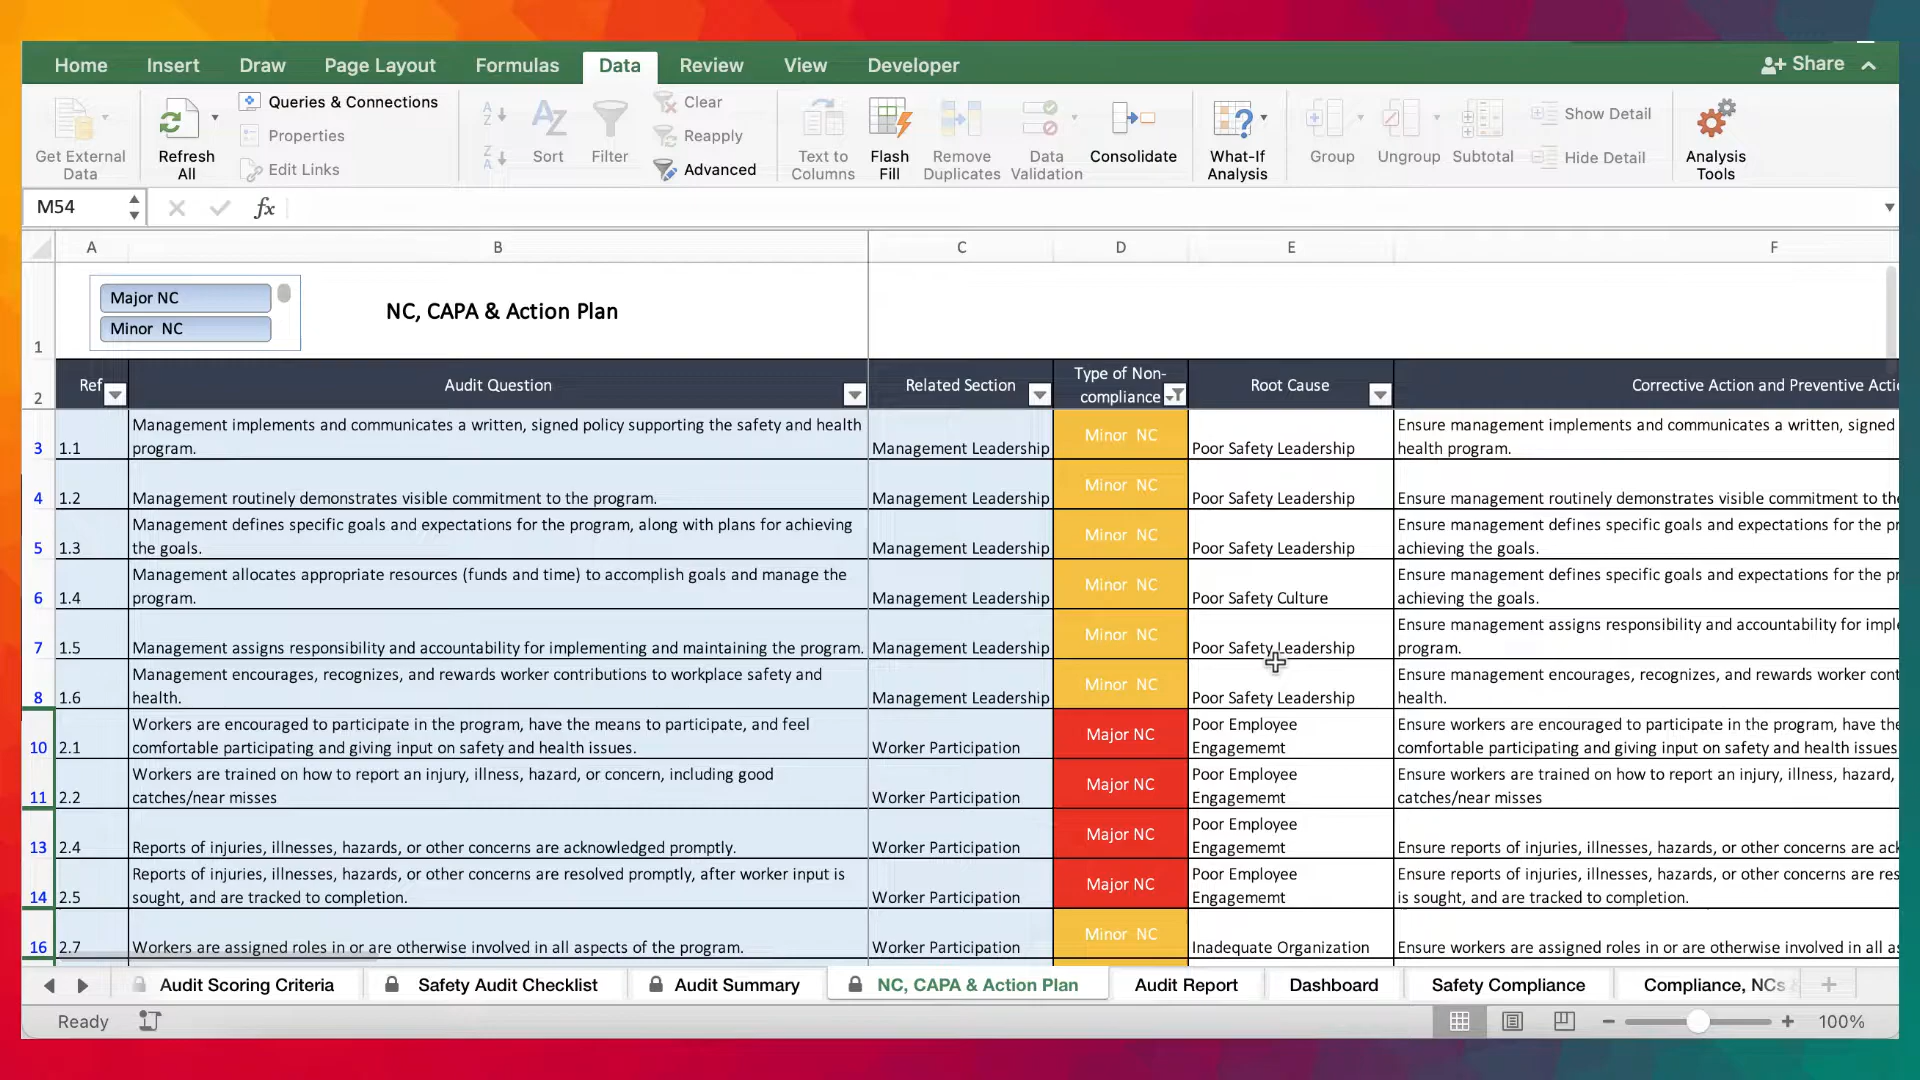 Home Insert Draw Page Layout Formulas Data Review View Developer Share
Queries & Connections
Properties
Edit Links
Get External
Data
Refresh
All
A
Z
Z
A
Sort
Filter
Clear
Reapply
Advanced
Text to
Columns
Flash
Fill
Remove
Duplicates
Data
Validation
Consolidate
What-If
Analysis
Group
Ungroup
Subtotal
Show Detail
Hide Detail
Analysis
Tools
M54 fx
A B C D E F
1
Major NC
Minor NC
NC, CAPA & Action Plan
2 Ref Audit Question Related Section Type of Non-
compliance Root Cause Corrective Action and Preventive Actio
3 1.1 Management implements and communicates a written, signed policy supporting the safety and health
program. Management Leadership Minor NC Poor Safety Leadership Ensure management implements and communicates a written, signed
health program.
4 1.2 Management routinely demonstrates visible commitment to the program. Management Leadership Minor NC Poor Safety Leadership Ensure management routinely demonstrates visible commitment to the
5 1.3 Management defines specific goals and expectations for the program, along with plans for achieving
the goals. Management Leadership Minor NC Poor Safety Leadership Ensure management defines specific goals and expectations for the pr
achieving the goals.
6 1.4 Management allocates appropriate resources (funds and time) to accomplish goals and manage the
program. Management Leadership Minor NC Poor Safety Culture Ensure management defines specific goals and expectations for the pr
achieving the goals.
7 1.5 Management assigns responsibility and accountability for implementing and maintaining the program. Management Leadership Minor NC Poor Safety Leadership Ensure management assigns responsibility and accountability for imple
program.
8 1.6 Management encourages, recognizes, and rewards worker contributions to workplace safety and
health. Management Leadership Minor NC Poor Safety Leadership Ensure management encourages, recognizes, and rewards worker cont
health.
10 2.1 Workers are encouraged to participate in the program, have the means to participate, and feel
comfortable participating and giving input on safety and health issues. Worker Participation Major NC Poor Employee
Engagememt Ensure workers are encouraged to participate in the program, have the
comfortable participating and giving input on safety and health issues
11 2.2 Workers are trained on how to report an injury, illness, hazard, or concern, including good
catches/near misses Worker Participation Major NC Poor Employee
Engagememt Ensure workers are trained on how to report an injury, illness, hazard,
catches/near misses
13 2.4 Reports of injuries, illnesses, hazards, or other concerns are acknowledged promptly. Worker Participation Major NC Poor Employee
Engagememt Ensure reports of injuries, illnesses, hazards, or other concerns are ack
14 2.5 Reports of injuries, illnesses, hazards, or other concerns are resolved promptly, after worker input is
sought, and are tracked to completion. Worker Participation Major NC Poor Employee
Engagememt Ensure reports of injuries, illnesses, hazards, or other concerns are res
is sought, and are tracked to completion.
16 2.7 Workers are assigned roles in or are otherwise involved in all aspects of the program. Worker Participation Minor NC Inadequate Organization Ensure workers are assigned roles in or are otherwise involved in all as
Audit Scoring Criteria Safety Audit Checklist Audit Summary NC, CAPA & Action Plan Audit Report Dashboard Safety Compliance Compliance, NCs
Ready 100%